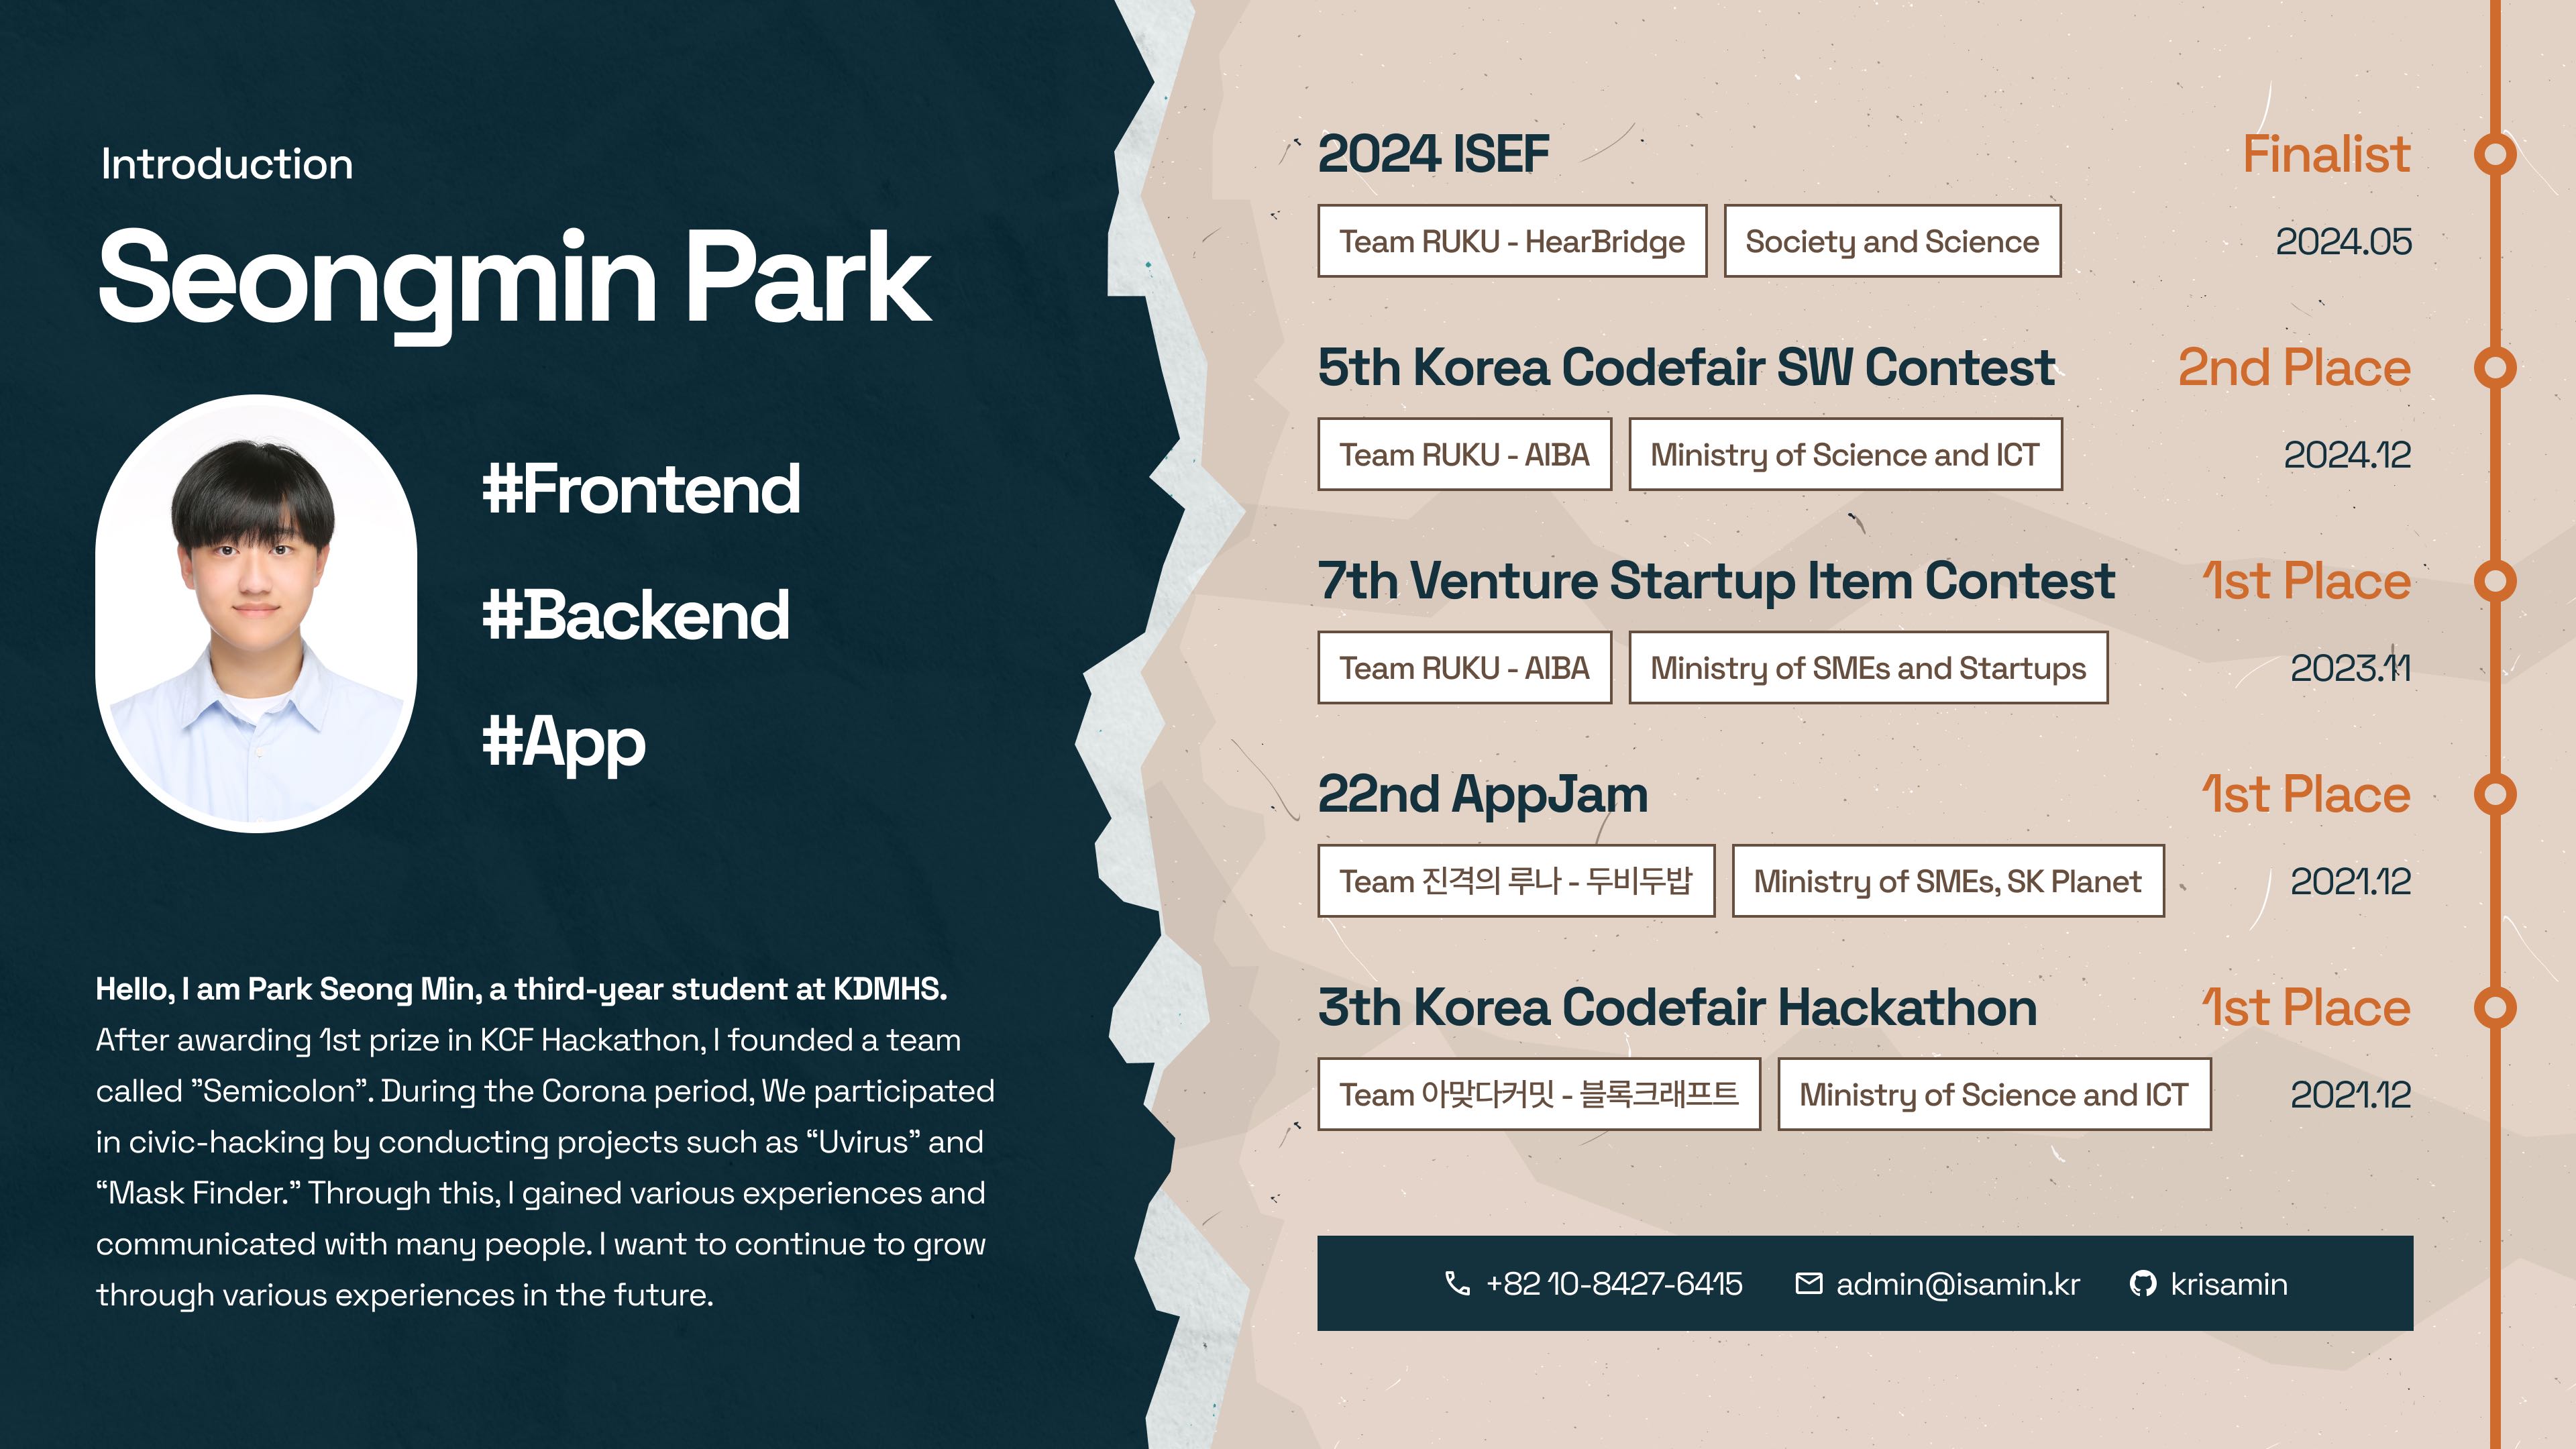 Introduction
Seongmin Park
#Frontend
#Backend
#App
Hello, I am Park Seong Min, a third-year student at KDMHS.
After awarding 1st prize in KCF Hackathon, I founded a team
called ”Semicolon”. During the Corona period, We participated
in civic-hacking by conducting projects such as “Uvirus” and
“Mask Finder.” Through this, I gained various experiences and
communicated with many people. I want to continue to grow
through various experiences in the future.
2024 ISEF Finalist
Team RUKU - HearBridge Society and Science 2024.05
5th Korea Codefair SW Contest 2nd Place
Team RUKU - AIBA Ministry of Science and ICT 2024.12
7th Venture Startup Item Contest 1st Place
Team RUKU - AIBA Ministry of SMEs and Startups 2023.11
22nd AppJam 1st Place
Team 진격의 루나 - 두비두밥 Ministry of SMEs, SK Planet 2021.12
3th Korea Codefair Hackathon 1st Place
Team 아맞다커밋 - 블록크래프트 Ministry of Science and ICT 2021.12
+82 10-8427-6415 admin@isamin.kr krisamin